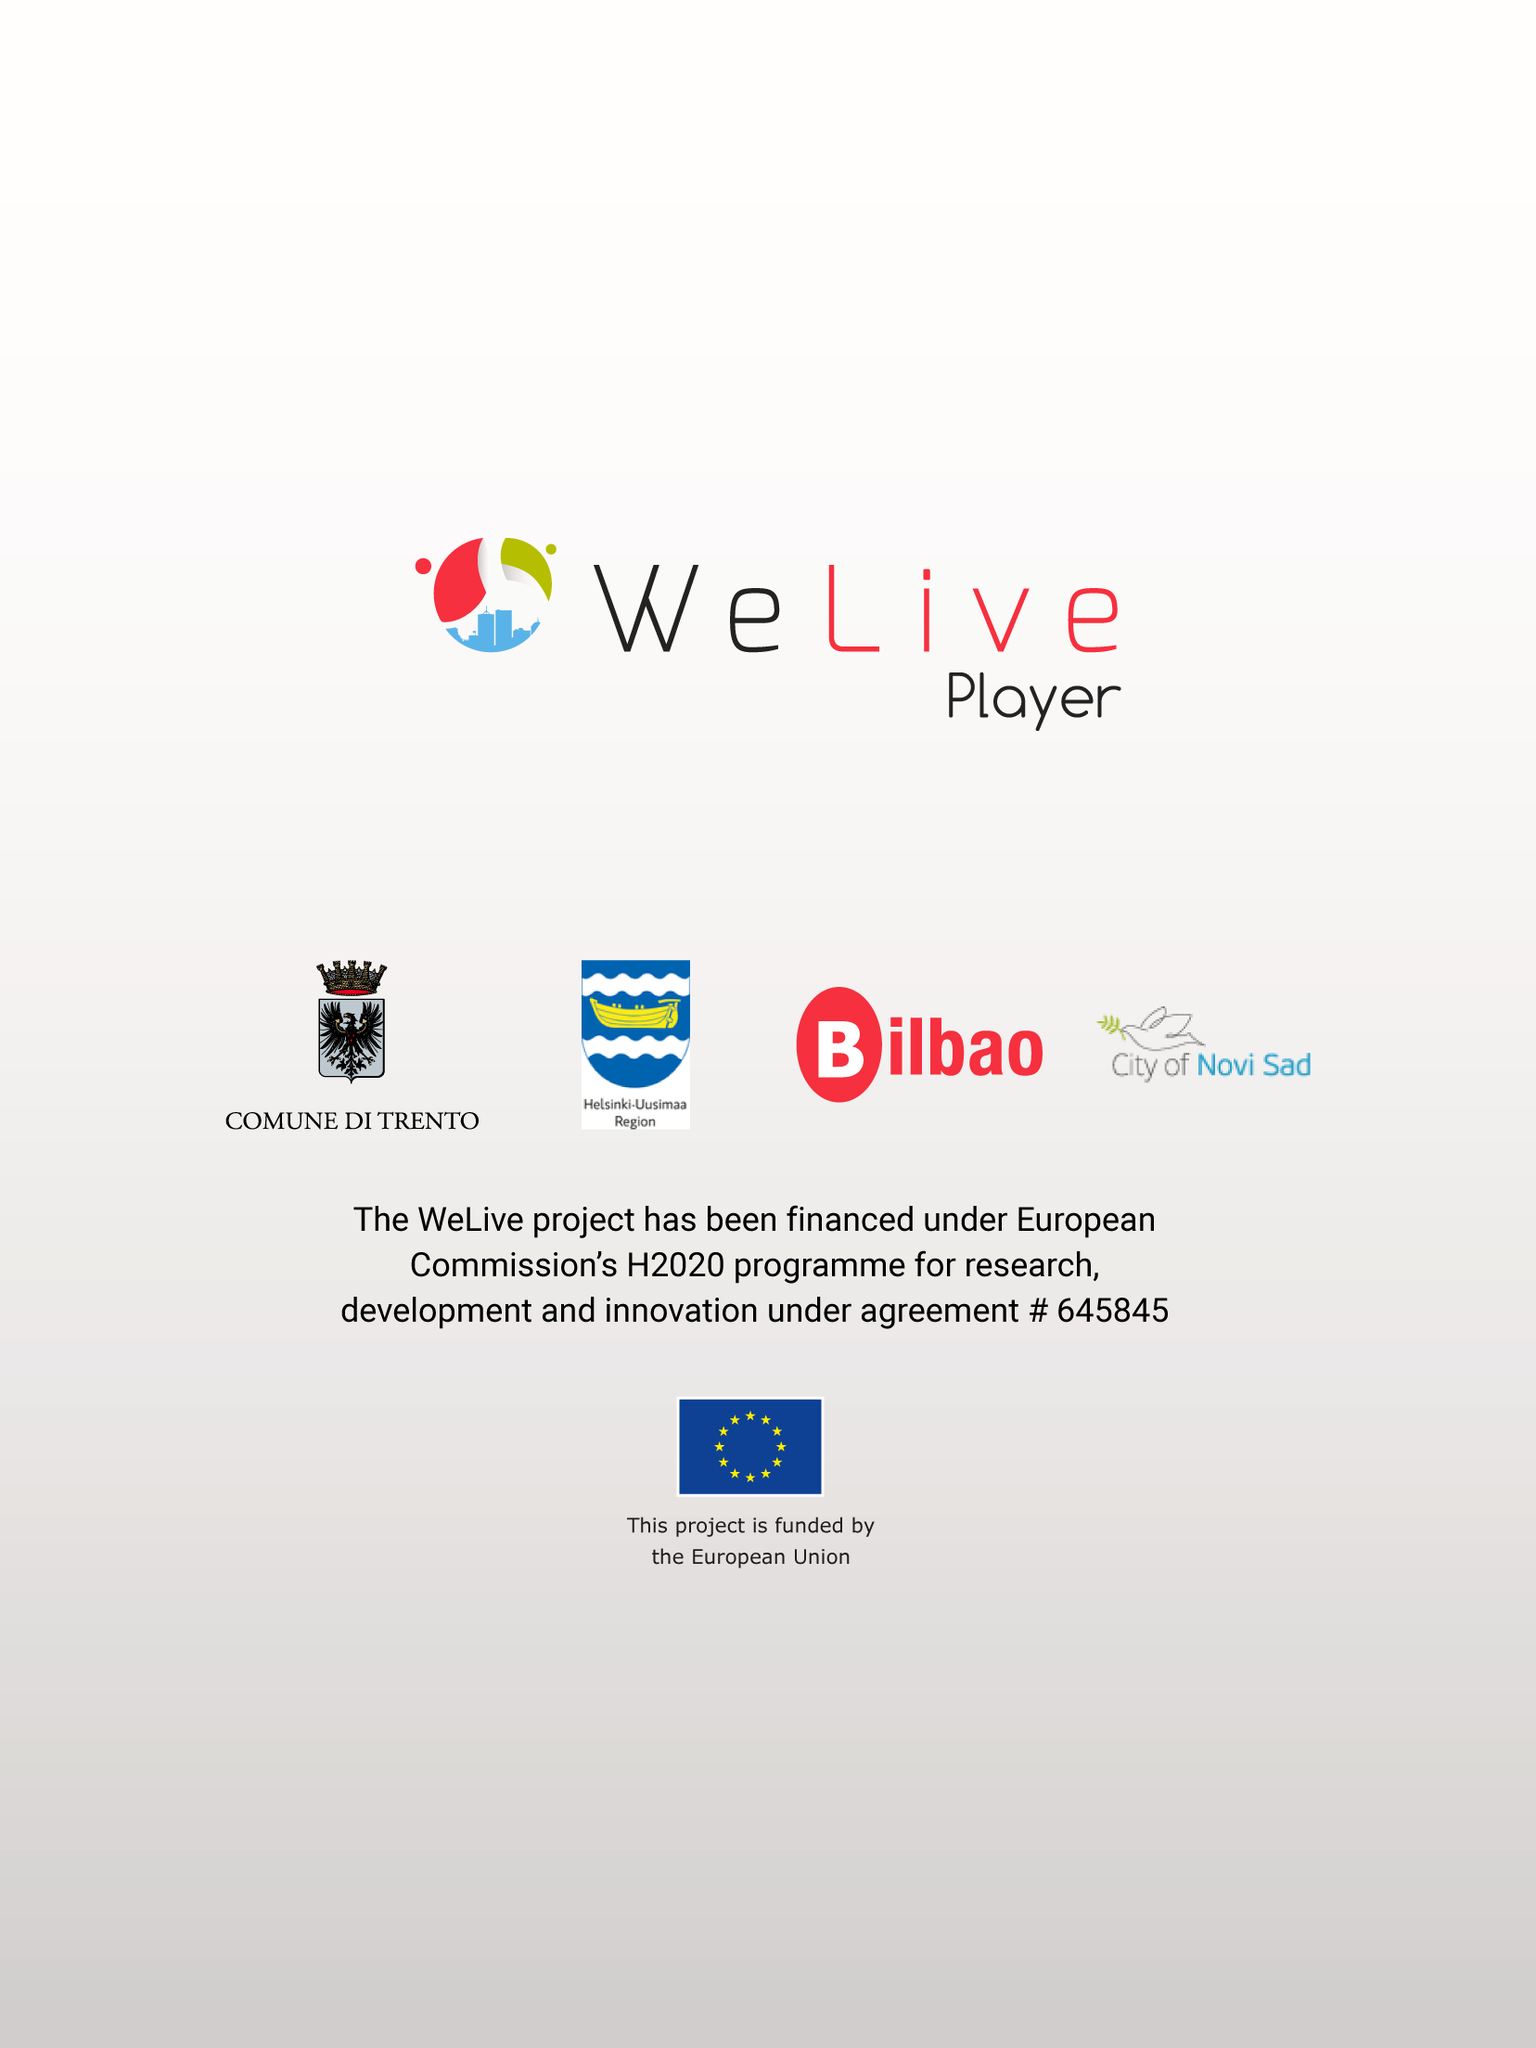 WeLive
Player
COMUNE DI TRENTO
Helsinki-Uusimaa
Region
Bilbao
City of Novi Sad
The WeLive project has been financed under European
Commission’s H2020 programme for research,
development and innovation under agreement # 645845
This project is funded by
the European Union